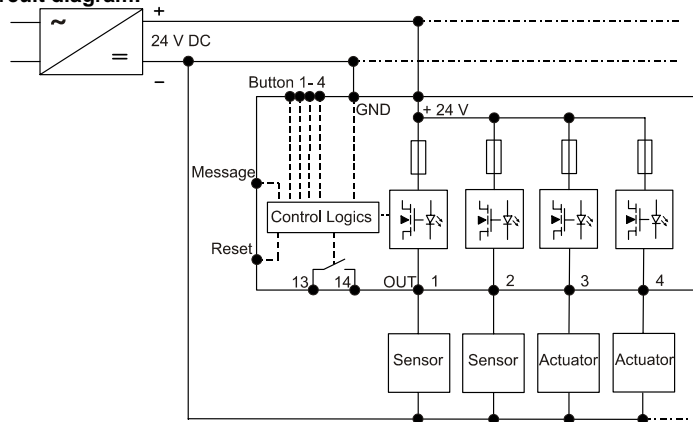 +
24 V DC
−
Button 1- 4
GND
+ 24 V
Message
Control Logics
Reset
13
14
OUT
1
2
3
4
Sensor
Sensor
Actuator
Actuator